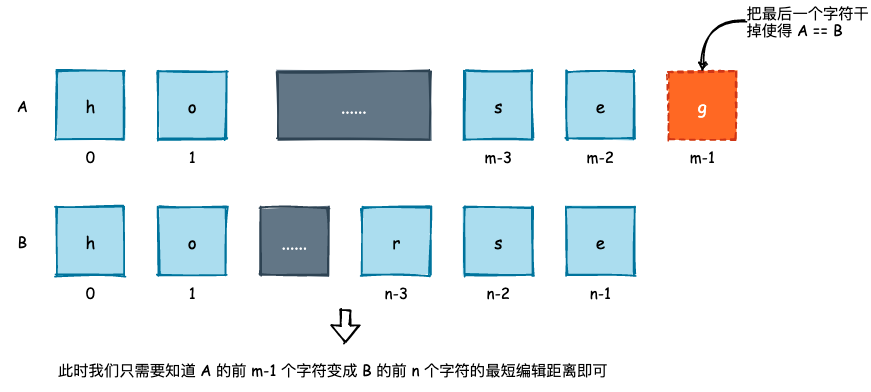 把最后一个字符干
掉使得 A == B
A h o …… s e g
0 1 m-3 m-2 m-1
B h o …… r s e
0 1 n-3 n-2 n-1
此时我们只需要知道 A 的前 m-1 个字符变成 B 的前 n 个字符的最短编辑距离即可